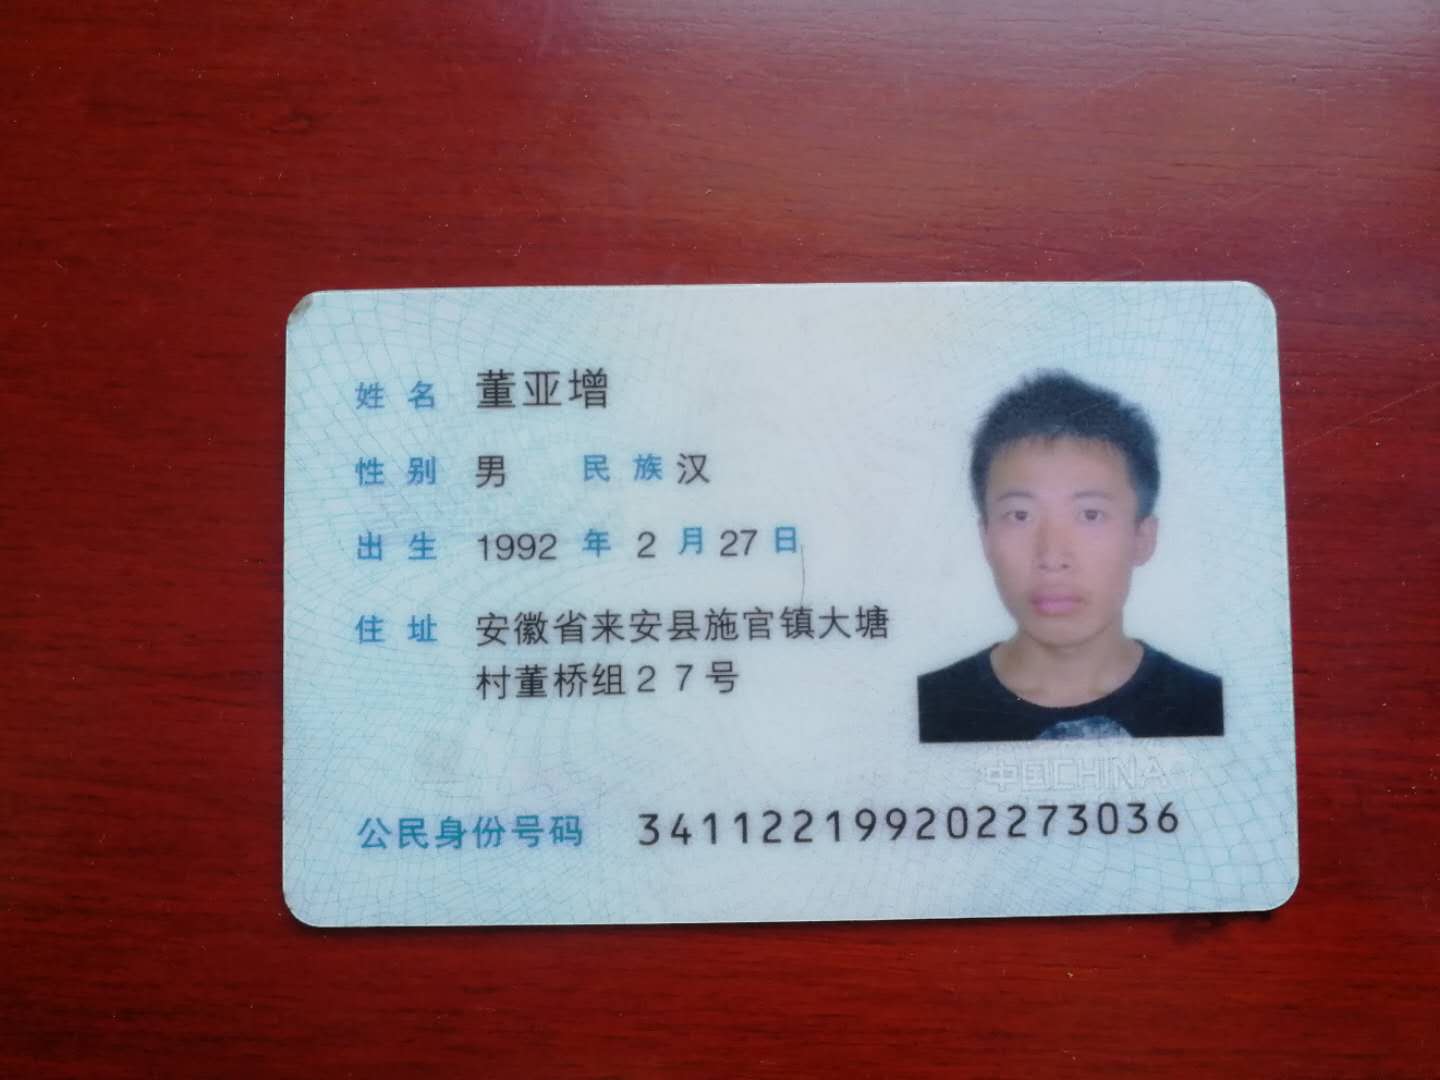 姓名 董亚增
性别 男 民族 汉
出生 1992 年 2 月 27 日
住址 安徽省来安县施官镇大塘
村董桥组27号
中国CHINA
公民身份号码 341122199202273036